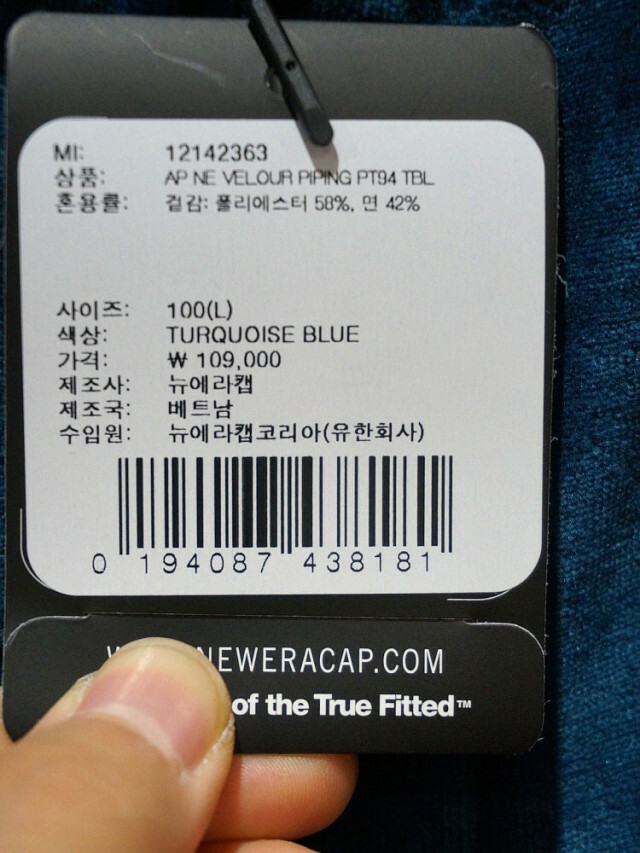 MI: 12142363
상품: AP NE VELOUR PIPING PT94 TBL
혼용률: 겉감: 폴리에스터 58%, 면 42%
사이즈: 100(L)
색상: TURQUOISE BLUE
가격: ₩ 109,000
제조사: 뉴에라캡
제조국: 베트남
수입원: 뉴에라캡코리아(유한회사)
0 194087 438181
NEWERACAP.COM
of the True Fitted™